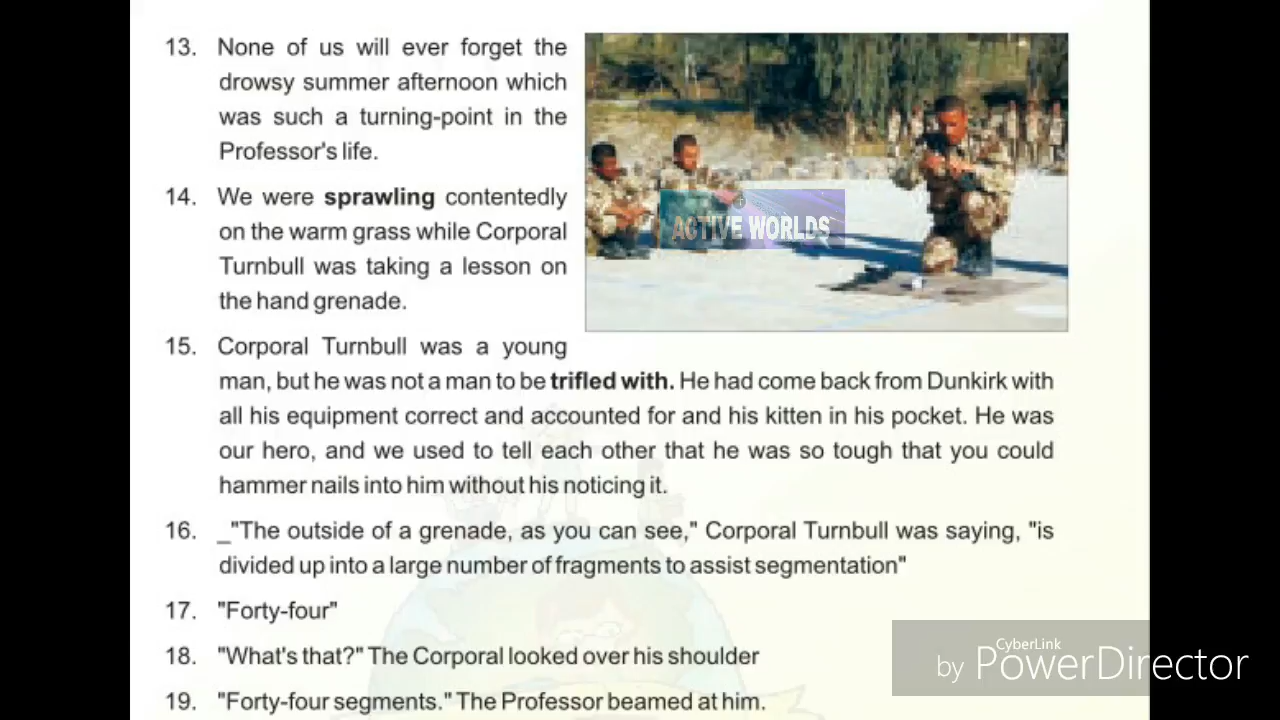 13. None of us will ever forget the
drowsy summer afternoon which
was such a turning-point in the
Professor's life.
14. We were sprawling contentedly
on the warm grass while Corporal
Turnbull was taking a lesson on
the hand grenade.
ACTIVE WORLDS
15. Corporal Turnbull was a young
man, but he was not a man to be trifled with. He had come back from Dunkirk with
all his equipment correct and accounted for and his kitten in his pocket. He was
our hero, and we used to tell each other that he was so tough that you could
hammer nails into him without his noticing it.
16. _"The outside of a grenade, as you can see," Corporal Turnbull was saying, "is
divided up into a large number of fragments to assist segmentation"
17. "Forty-four"
18. "What's that?" The Corporal looked over his shoulder
19. "Forty-four segments." The Professor beamed at him.
CyberLink
by PowerDirector